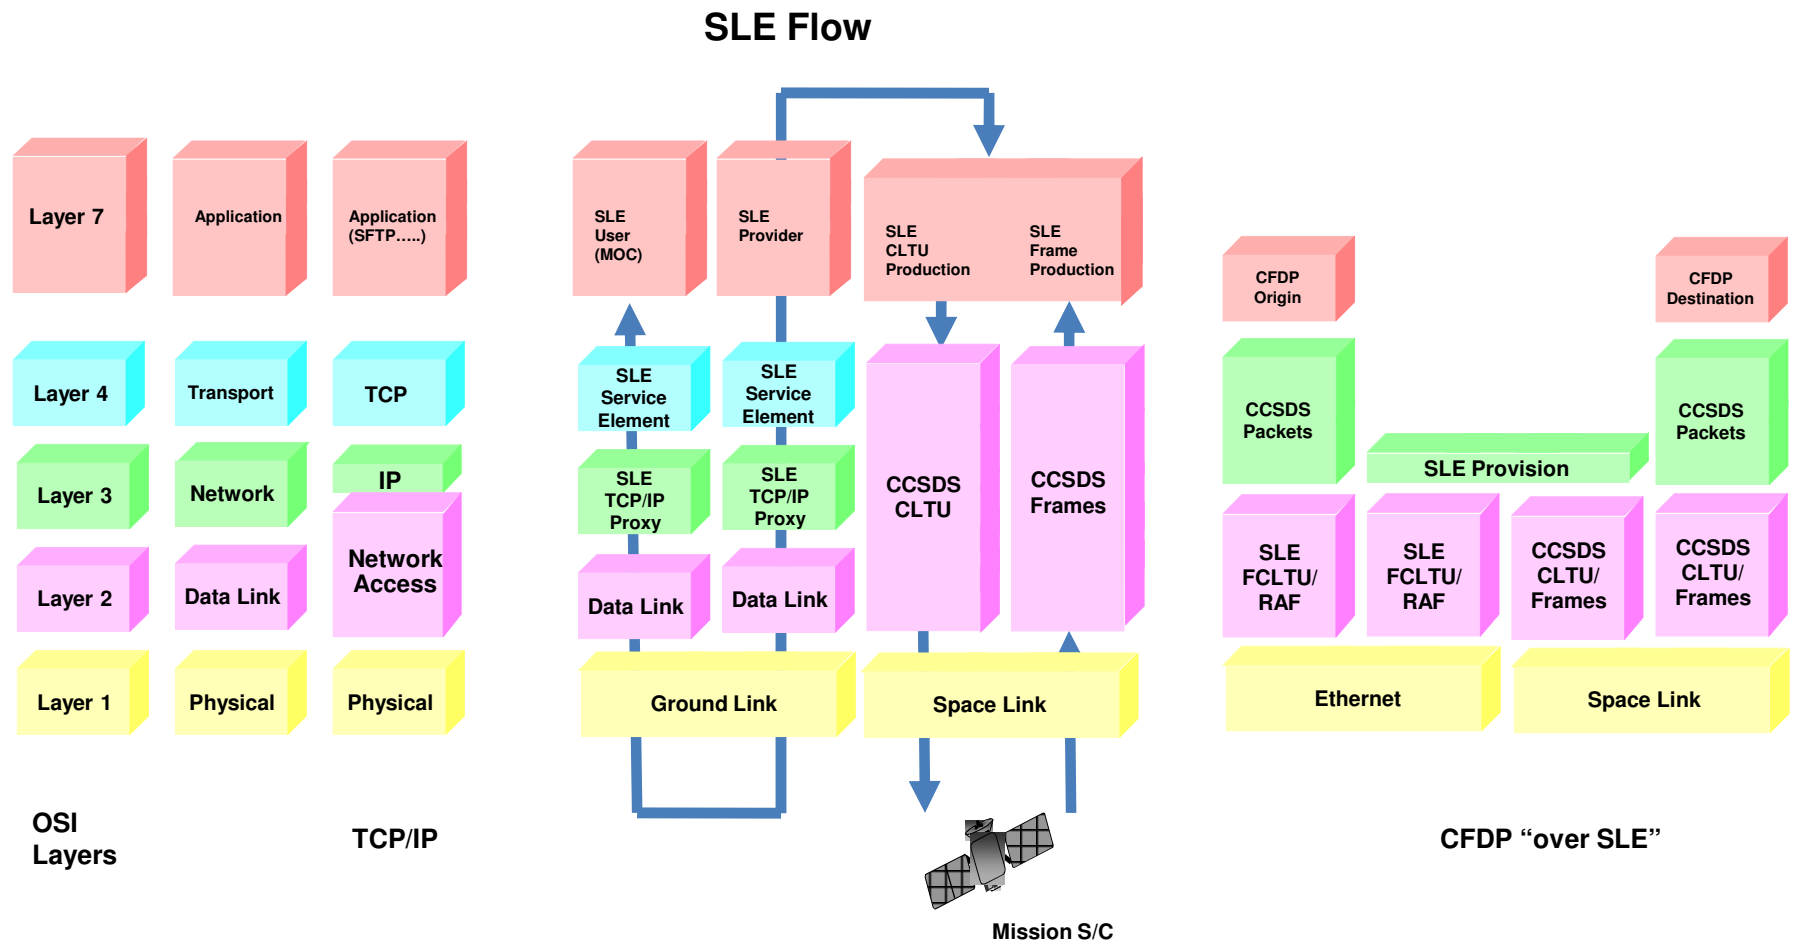 SLE Flow
Layer 7
Application
Application
(SFTP…..)
Layer 4
Transport
TCP
Layer 3
Network
IP
Network
Access
Layer 2
Data Link
Layer 1
Physical
Physical
OSI
Layers
TCP/IP
SLE
User
(MOC)
SLE
Provider
SLE
CLTU
Production
SLE
Frame
Production
SLE
Service
Element
SLE
Service
Element
SLE
TCP/IP
Proxy
SLE
TCP/IP
Proxy
Data Link
Data Link
CCSDS
CLTU
CCSDS
Frames
Ground Link
Space Link
Mission S/C
CFDP
Origin
CFDP
Destination
CCSDS
Packets
CCSDS
Packets
SLE Provision
SLE
FCLTU/
RAF
SLE
FCLTU/
RAF
CCSDS
CLTU/
Frames
CCSDS
CLTU/
Frames
Ethernet
Space Link
CFDP “over SLE”